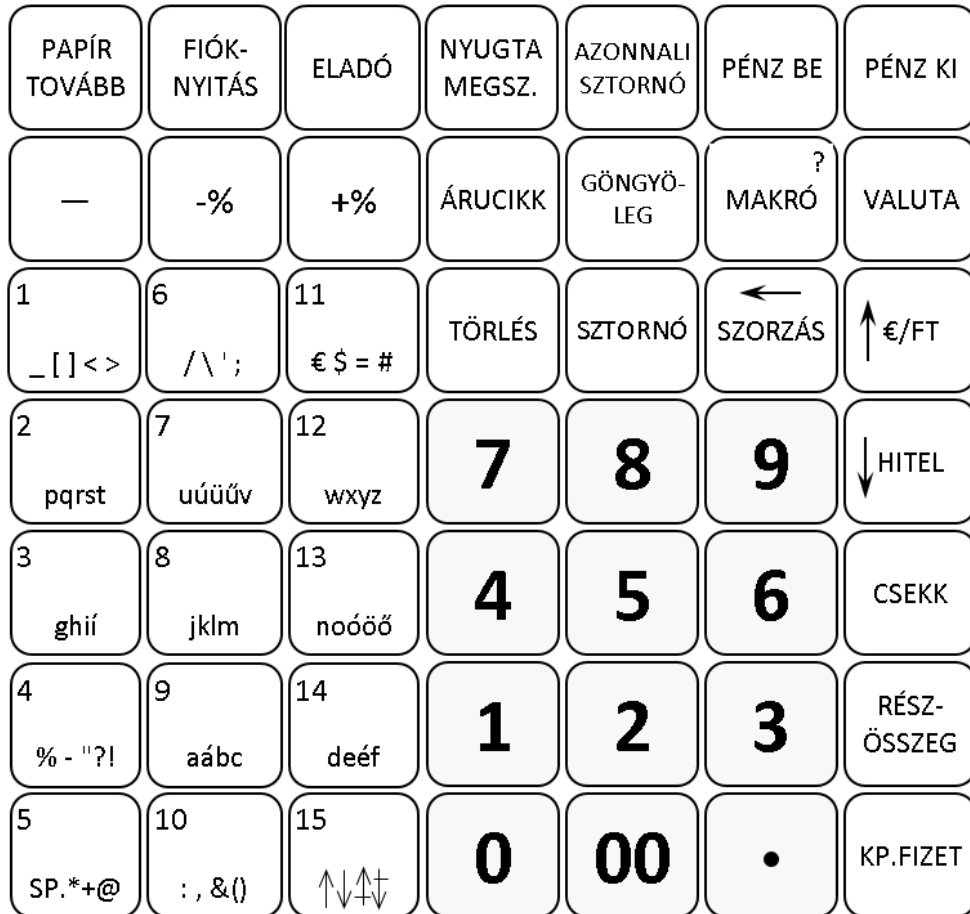 PAPÍR
TOVÁBB
FIÓK-
NYITÁS
ELADÓ
NYUGTA
MEGSZ.
AZONNALI
SZTORNÓ
PÉNZ BE
PÉNZ KI
—
-%
+%
ÁRUCIKK
GÖNGYÖ-
LEG
?
MAKRÓ
VALUTA
1
_ [ ] < >
6
/ \ ' ;
11
€ $ = #
TÖRLÉS
SZTORNÓ
←
SZORZÁS
↑ €/FT
2
pqrst
7
uúüűv
12
wxyz
7
8
9
↓ HITEL
3
ghií
8
jklm
13
noóöő
4
5
6
CSEKK
4
% - "?!
9
aábc
14
deéf
1
2
3
RÉSZ-
ÖSSZEG
5
SP.*+@
10
: , &()
15
↑↓⇞⇟
0
00
•
KP.FIZET